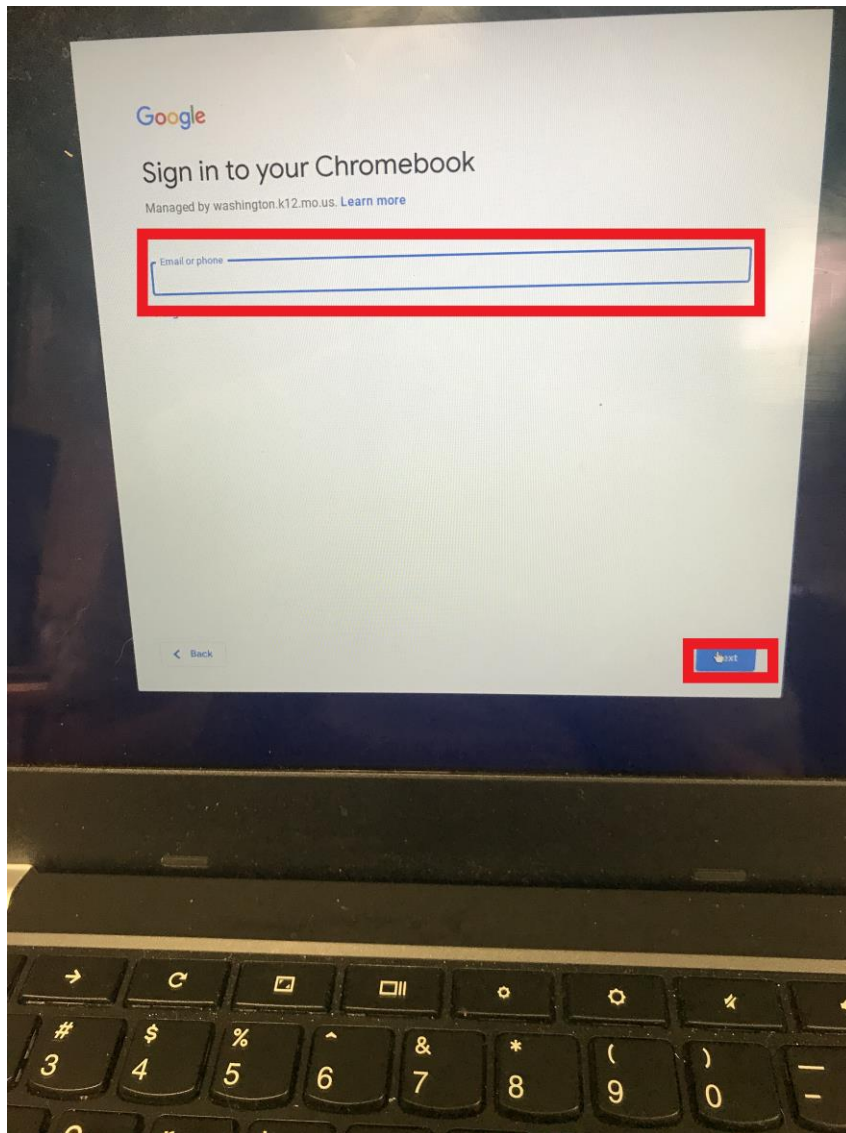 Google
Sign in to your Chromebook
Managed by washington.k12.mo.us. Learn more
Email or phone
Back
# $ % ^ & * ( ) —
3 4 5 6 7 8 9 0 -